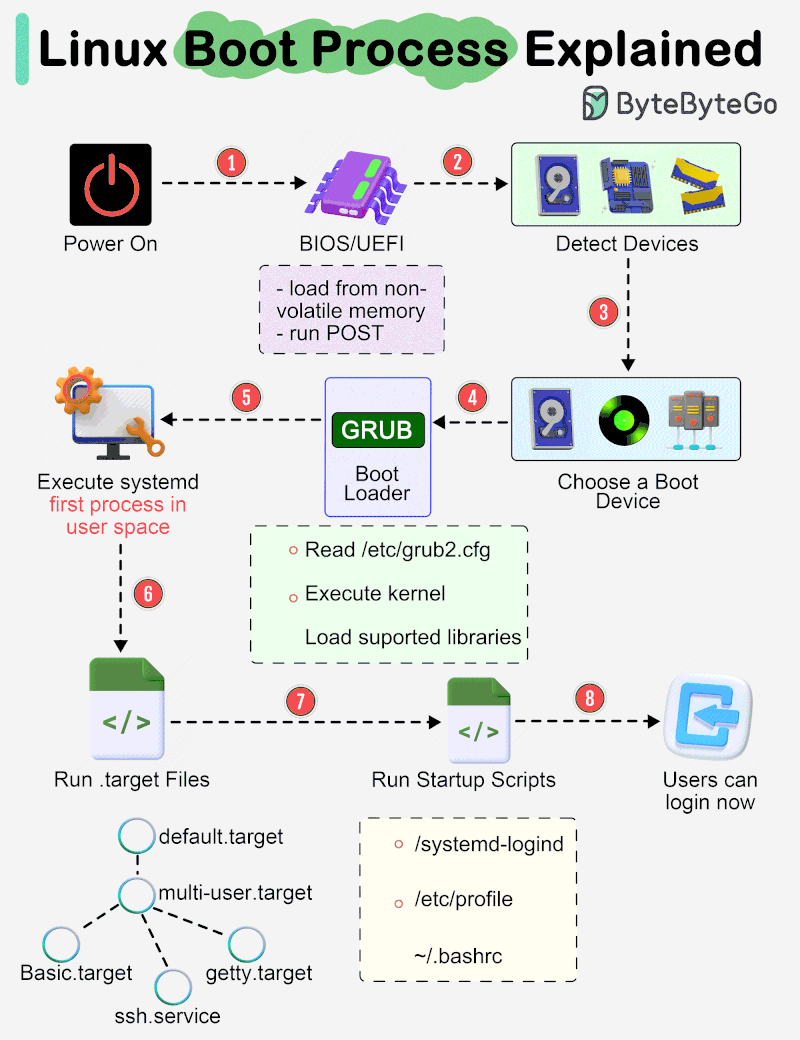 Linux Boot Process Explained
ByteByteGo
1
2
Power On
BIOS/UEFI
Detect Devices
- load from non-
volatile memory
- run POST
3
5
4
GRUB
Boot
Loader
Execute systemd
first process in
user space
Choose a Boot
Device
Read /etc/grub2.cfg
Execute kernel
Load suported libraries
6
7
8
</>
</>
Run .target Files
Run Startup Scripts
Users can
login now
default.target
multi-user.target
Basic.target
getty.target
ssh.service
/systemd-logind
/etc/profile
~/.bashrc